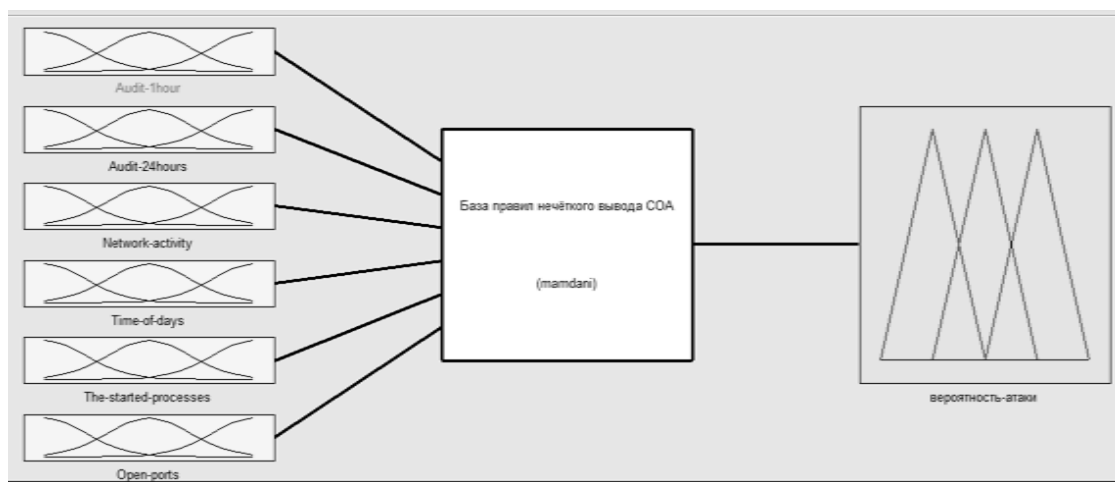 Audit-1hour
Audit-24hours
Network-activity
Time-of-days
The-started-processes
Open-ports
База правил нечёткого вывода СОА
(mamdani)
вероятность-атаки